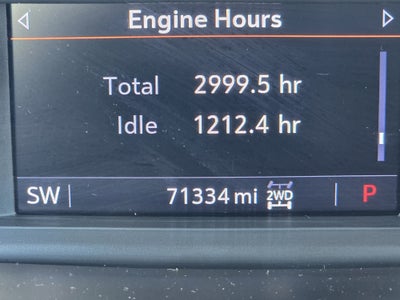 Engine Hours
Total 2999.5 hr
Idle 1212.4 hr
SW 71334 mi 2WD P